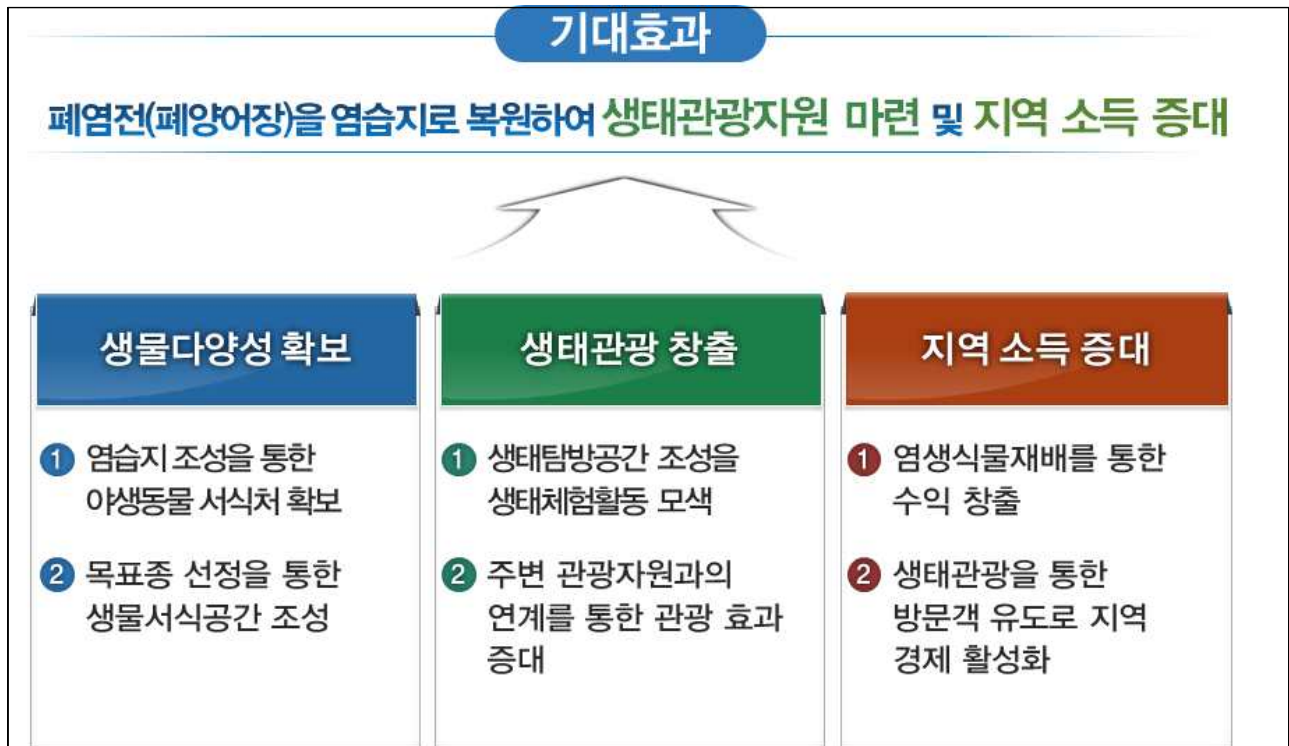 기대효과
폐염전(폐양어장)을 염습지로 복원하여 생태관광자원 마련 및 지역 소득 증대
생물다양성 확보
1 염습지 조성을 통한
야생동물 서식처 확보
2 목표종 선정을 통한
생물서식공간 조성
생태관광 창출
1 생태탐방공간 조성을
생태체험활동 모색
2 주변 관광자원과의
연계를 통한 관광 효과
증대
지역 소득 증대
1 염생식물재배를 통한
수익 창출
2 생태관광을 통한
방문객 유도로 지역
경제 활성화